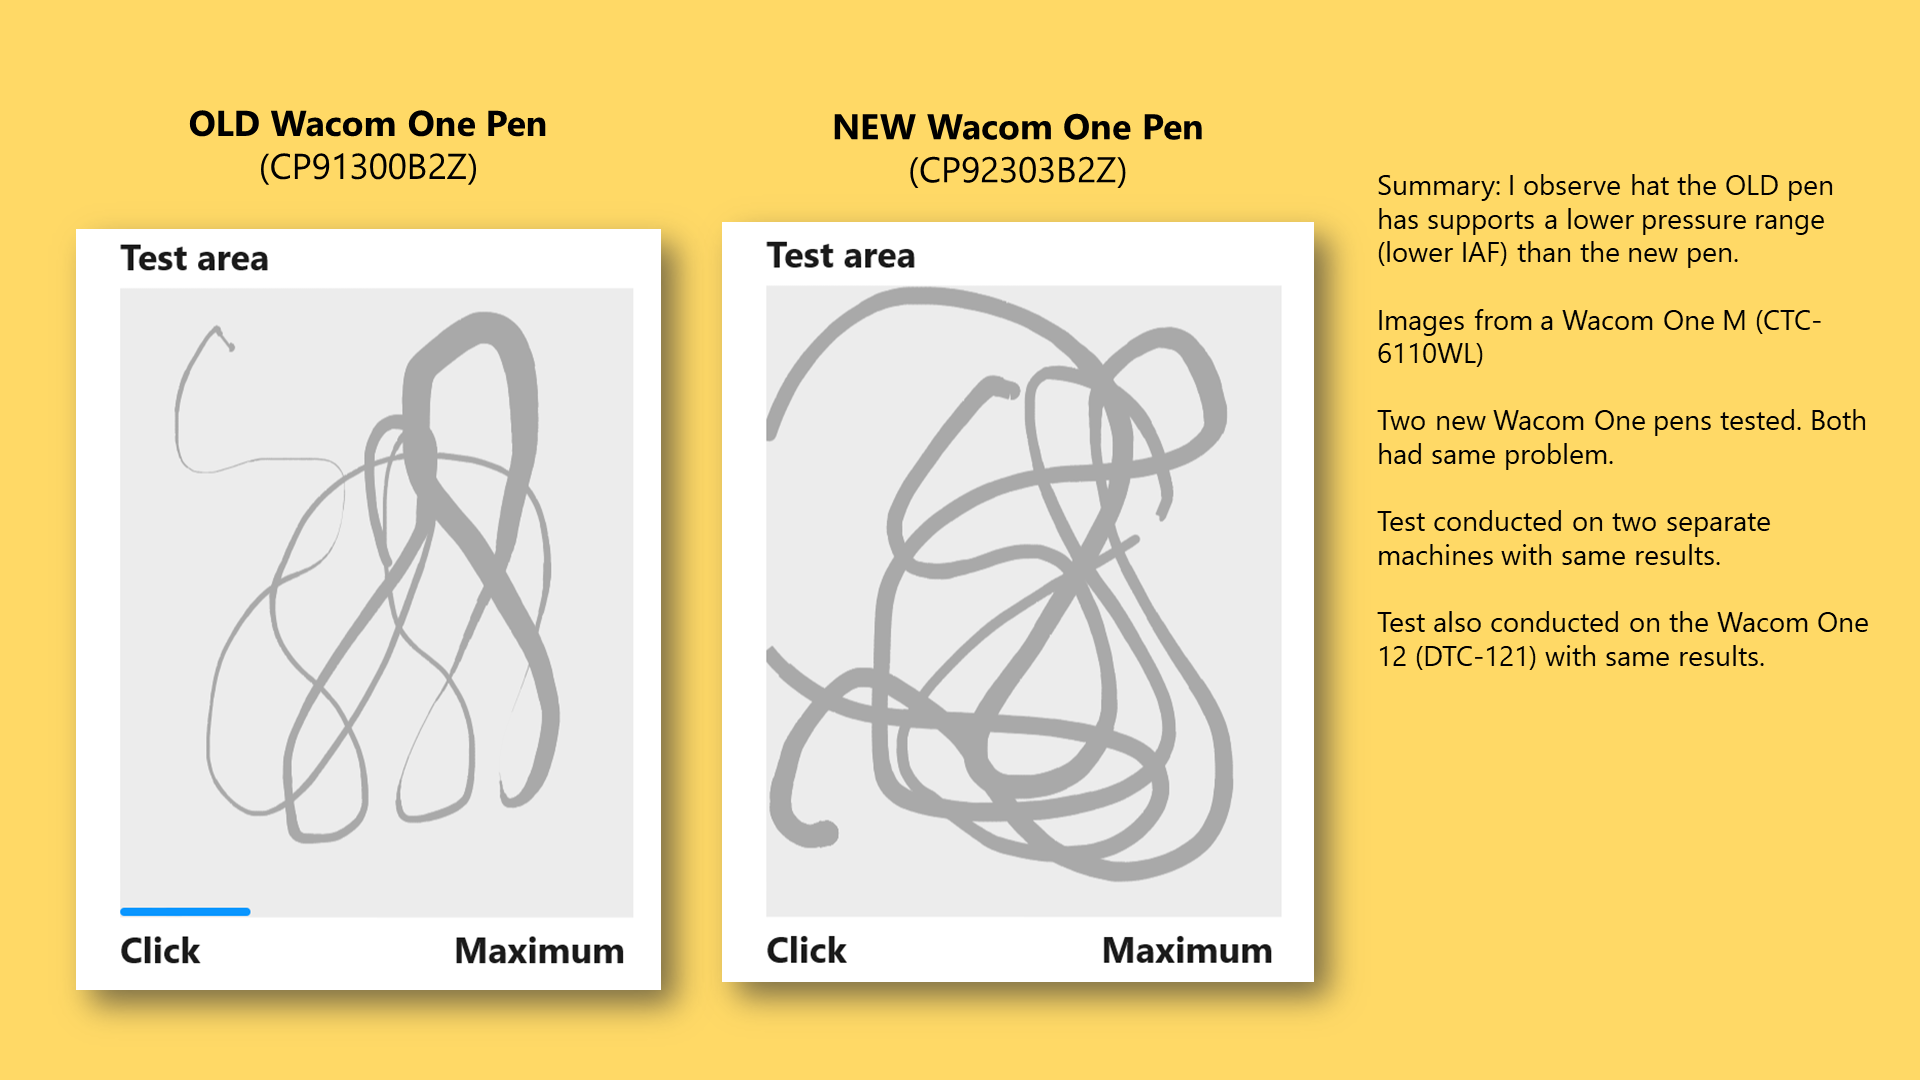 OLD Wacom One Pen
(CP91300B2Z)
Test area
Click
Maximum
NEW Wacom One Pen
(CP92303B2Z)
Test area
Click
Maximum
Summary: I observe hat the OLD pen
has supports a lower pressure range
(lower IAF) than the new pen.
Images from a Wacom One M (CTC-
6110WL)
Two new Wacom One pens tested. Both
had same problem.
Test conducted on two separate
machines with same results.
Test also conducted on the Wacom One
12 (DTC-121) with same results.